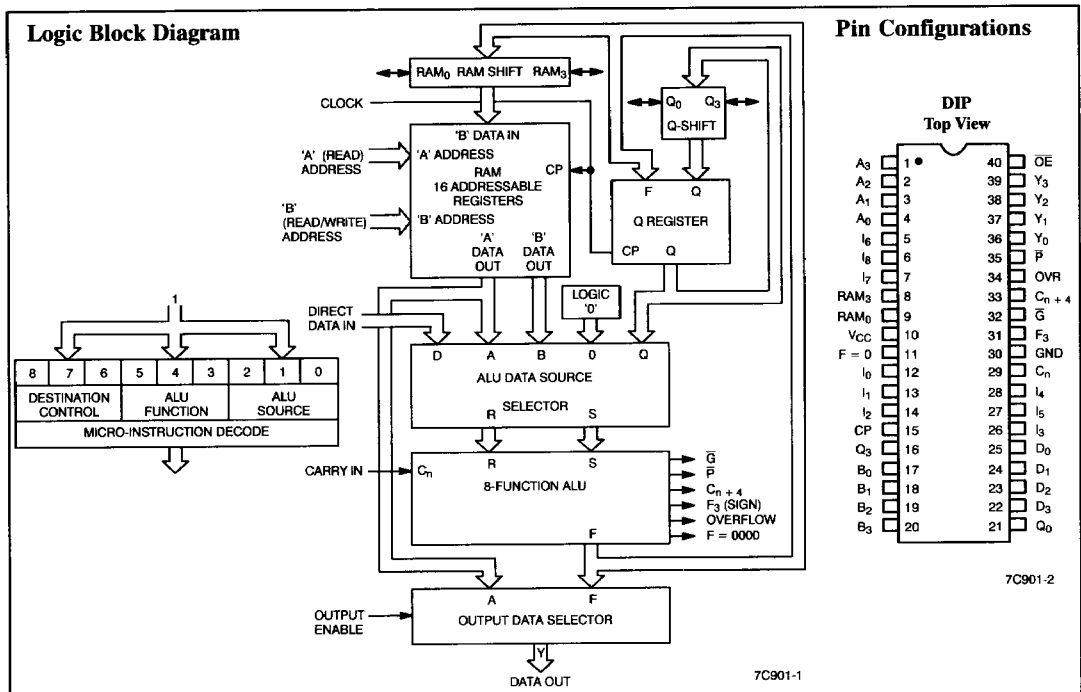 Logic Block Diagram
Pin Configurations
RAM0 RAM SHIFT RAM3
CLOCK
'B' DATA IN
'A' (READ)
ADDRESS
'A' ADDRESS
RAM
16 ADDRESSABLE
REGISTERS
CP
'B'
(READ/WRITE)
ADDRESS
'B' ADDRESS
'A'
DATA
OUT
'B'
DATA
OUT
Q0 Q3
Q-SHIFT
F Q
Q REGISTER
CP Q
DIRECT
DATA IN
LOGIC
'0'
D A B 0 Q
ALU DATA SOURCE
SELECTOR
R S
1
8 7 6 5 4 3 2 1 0
DESTINATION
CONTROL
ALU
FUNCTION
ALU
SOURCE
MICRO-INSTRUCTION DECODE
CARRY IN
Cn
R S
8-FUNCTION ALU
F
G̅
P̅
Cn + 4
F3 (SIGN)
OVERFLOW
F = 0000
A F
OUTPUT
ENABLE
OUTPUT DATA SELECTOR
Y
DATA OUT
7C901-1
DIP
Top View
A3 1 40 O̅E̅
A2 2 39 Y3
A1 3 38 Y2
A0 4 37 Y1
I6 5 36 Y0
I8 6 35 P̅
I7 7 34 OVR
RAM3 8 33 Cn + 4
RAM0 9 32 G̅
VCC 10 31 F3
F = 0 11 30 GND
I0 12 29 Cn
I1 13 28 I4
I2 14 27 I5
CP 15 26 I3
Q3 16 25 D0
B0 17 24 D1
B1 18 23 D2
B2 19 22 D3
B3 20 21 Q0
7C901-2